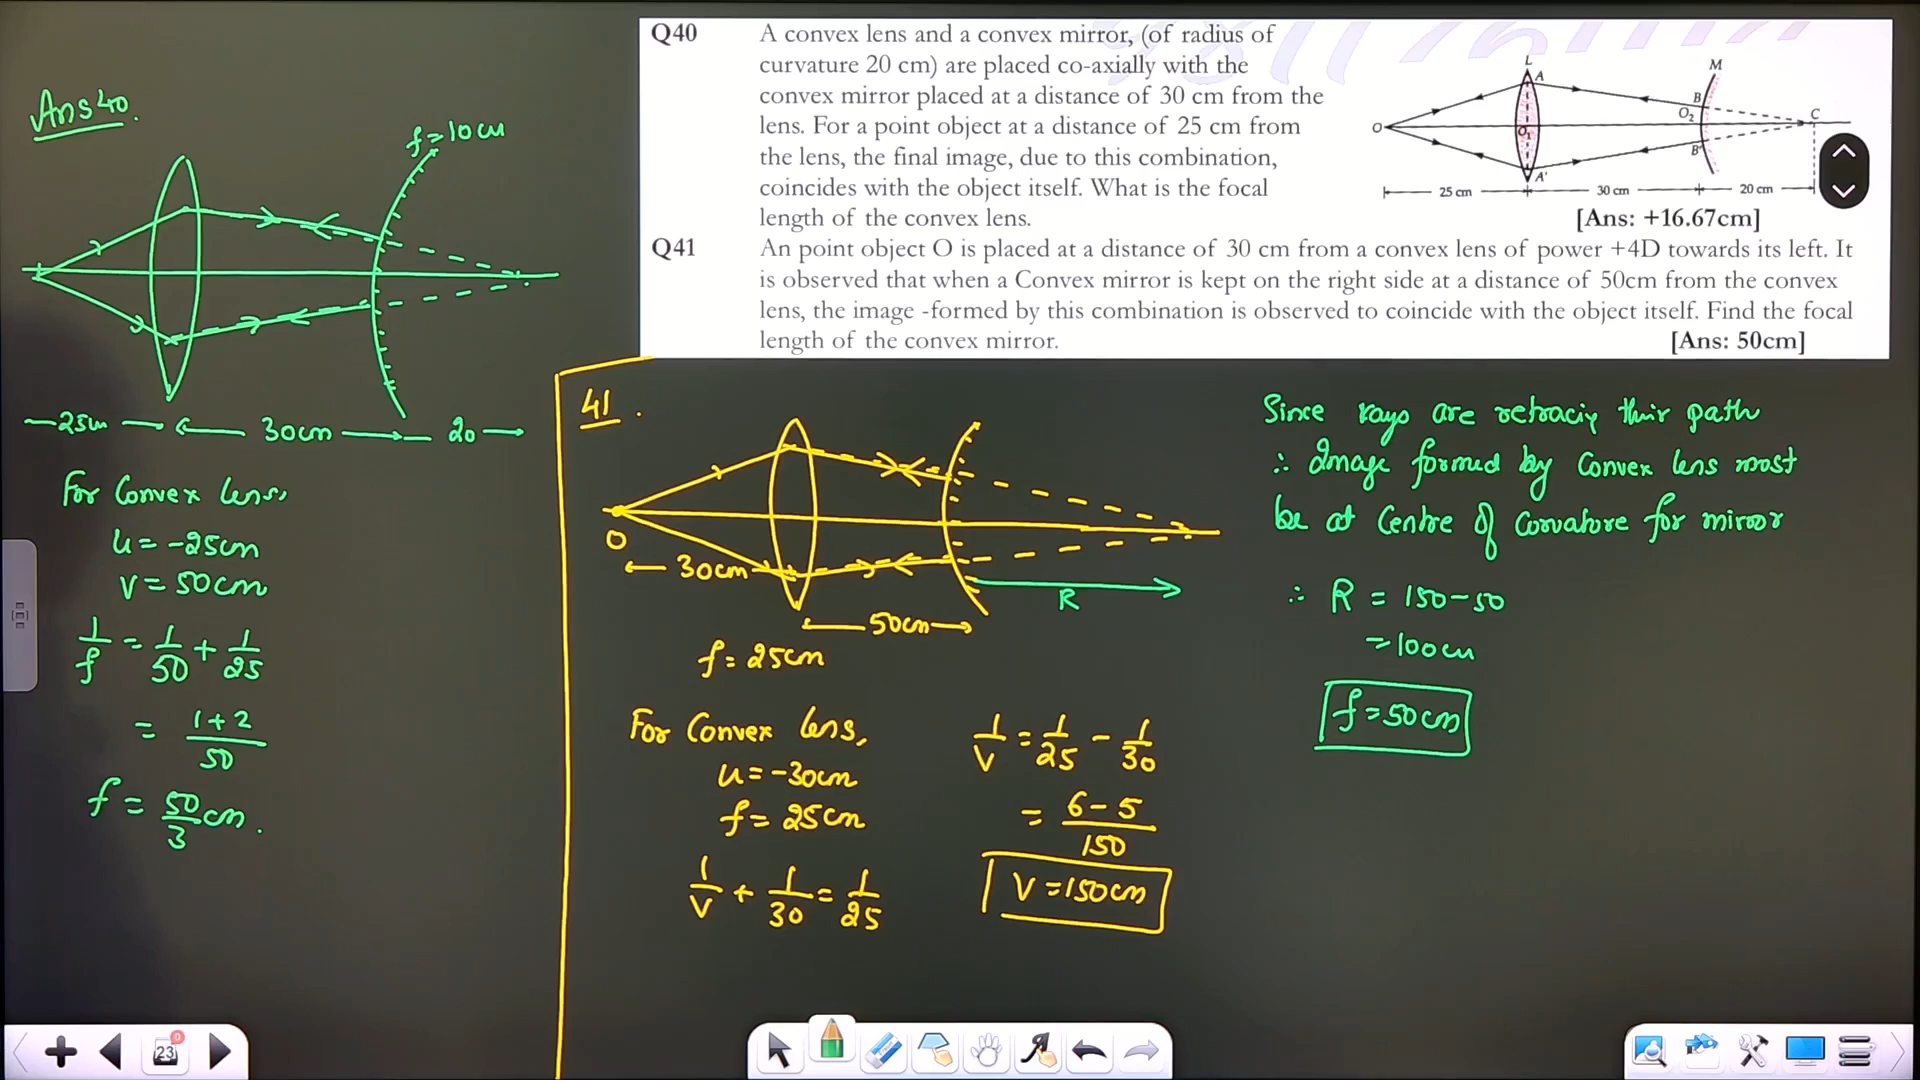 Q40
A convex lens and a convex mirror, (of radius of
curvature 20 cm) are placed co-axially with the
convex mirror placed at a distance of 30 cm from the
lens. For a point object at a distance of 25 cm from
the lens, the final image, due to this combination,
coincides with the object itself. What is the focal
length of the convex lens.
L
A
M
B
O
O₁
O₂
C
B'
A'
25 cm
30 cm
20 cm
[Ans: +16.67cm]
Q41
An point object O is placed at a distance of 30 cm from a convex lens of power +4D towards its left. It
is observed that when a Convex mirror is kept on the right side at a distance of 50cm from the convex
lens, the image -formed by this combination is observed to coincide with the object itself. Find the focal
length of the convex mirror.
[Ans: 50cm]
Ans 40.
f=10cm
25cm
30cm
20
For Convex lens,
u = -25cm
v = 50cm
1/f = 1/50 + 1/25
= 1+2/50
f = 50/3 cm.
41.
O
30cm
50cm
R
f = 25cm
For Convex lens,
u = -30cm
f = 25cm
1/v + 1/30 = 1/25
1/v = 1/25 - 1/30
= 6-5/150
V = 150cm
Since rays are retraciy their path
∴ Image formed by Convex lens most
be at Centre of Corvature for mirror
∴ R = 150-50
= 100cm
f = 50cm
23
0